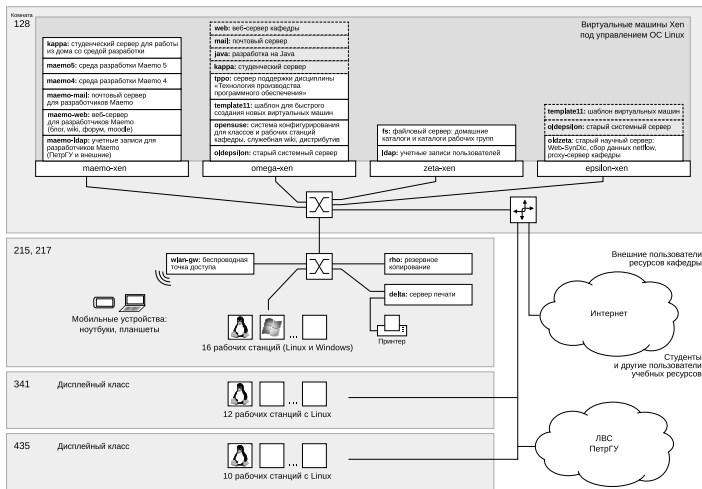 Комната
128
Виртуальные машины Xen
под управлением ОС Linux
kappa: студенческий сервер для работы
из дома со средой разработки
maemo5: среда разработки Maemo 5
maemo4: среда разработки Maemo 4
maemo-mail: почтовый сервер
для разработчиков Maemo
maemo-web: веб-сервер
для разработчиков Maemo
(блог, wiki, форум, moodle)
maemo-ldap: учетные записи для
разработчиков Maemo
(ПетрГУ и внешние)
maemo-xen
web: веб-сервер кафедры
mail: почтовый сервер
java: разработка на Java
kappa: студенческий сервер
tppo: сервер поддержки дисциплины
«Технология производства
программного обеспечения»
template11: шаблон для быстрого
создания новых виртуальных машин
opensuse: система конфигурирования
для классов и рабочих станций
кафедры, служебная wiki, дистрибутив
oldepsilon: старый системный сервер
omega-xen
fs: файловый сервер: домашние
каталоги и каталоги рабочих групп
ldap: учетные записи пользователей
zeta-xen
template11: шаблон виртуальных машин
oldepsilon: старый системный сервер
oldzeta: старый научный сервер:
Web-SynDic, сбор данных netflow,
proxy-сервер кафедры
epsilon-xen
215, 217
wlan-gw: беспроводная
точка доступа
rho: резервное
копирование
delta: сервер печати
Принтер
Мобильные устройства:
ноутбуки, планшеты
...
16 рабочих станций (Linux и Windows)
Внешние пользователи
ресурсов кафедры
Интернет
Студенты
и другие пользователи
учебных ресурсов
341
Дисплейный класс
...
12 рабочих станций с Linux
435
Дисплейный класс
...
10 рабочих станций с Linux
ЛВС
ПетрГУ